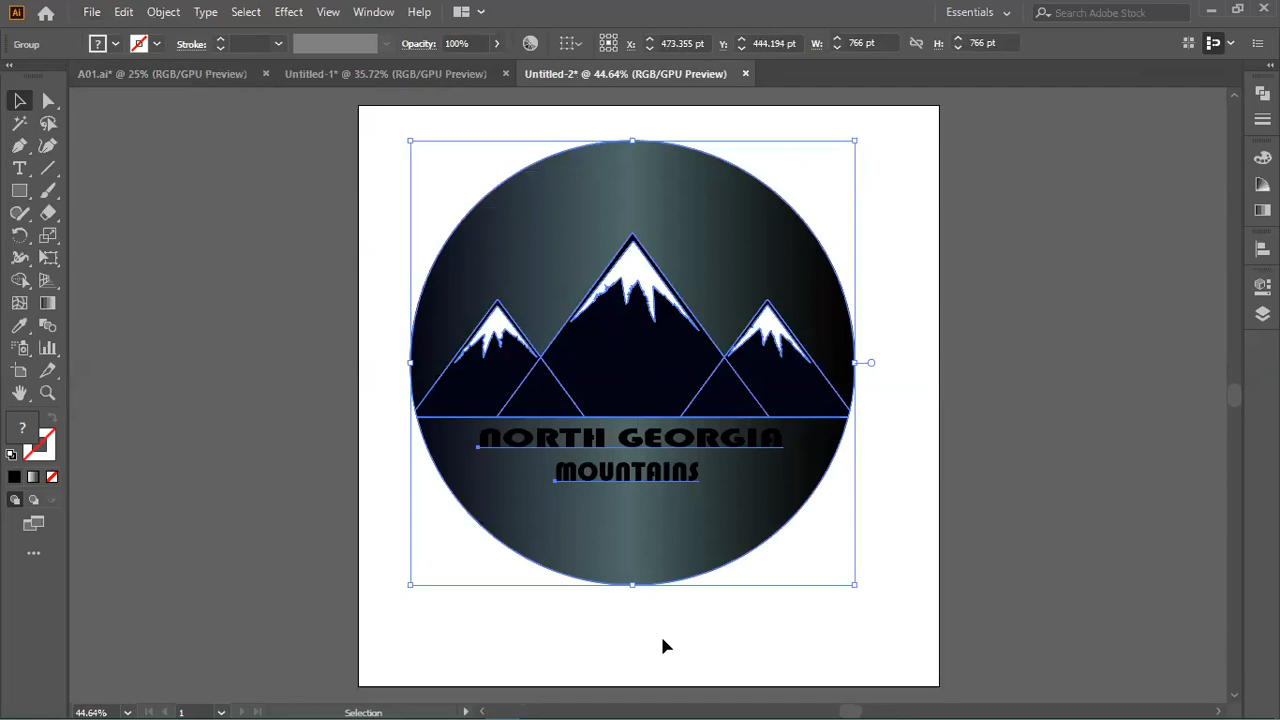 Ai File Edit Object Type Select Effect View Window Help Essentials Search Adobe Stock
Group ? Stroke: Opacity: 100% X: 473.355 pt Y: 444.194 pt W: 766 pt H: 766 pt
A01.ai* @ 25% (RGB/GPU Preview) × Untitled-1* @ 35.72% (RGB/GPU Preview) × Untitled-2* @ 44.64% (RGB/GPU Preview) ×
NORTH GEORGIA
MOUNTAINS
?
44.64% 1 Selection